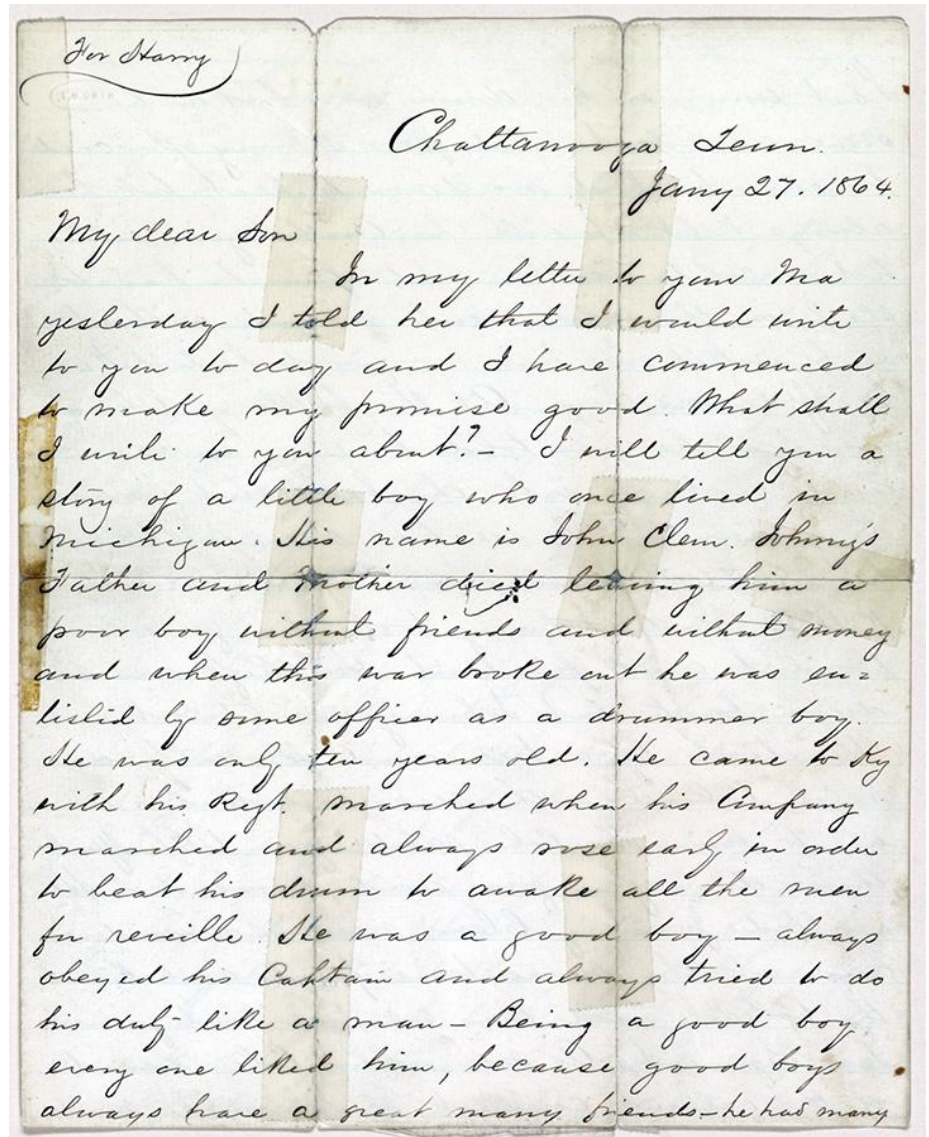 For Harry
Chattanooga Tenn.
Jany 27. 1864.
My dear Son
In my letter to your Ma
yesterday I told her that I would write
to you to day and I have commenced
to make my promise good. What shall
I write to you about?- I will tell you a
story of a little boy who once lived in
Michigan. His name is John Clem. Johnny's
Father and Mother died leaving him a
poor boy without friends and without money
and when this war broke out he was en=
listed by some officer as a drummer boy.
He was only ten years old. He came to Ky
with his Regt. marched when his Company
marched and always rose early in order
to beat his drum to awake all the men
for reveille. He was a good boy – always
obeyed his Captain and always tried to do
his duty like a man – Being a good boy
every one liked him, because good boys
always have a great many friends – he had many